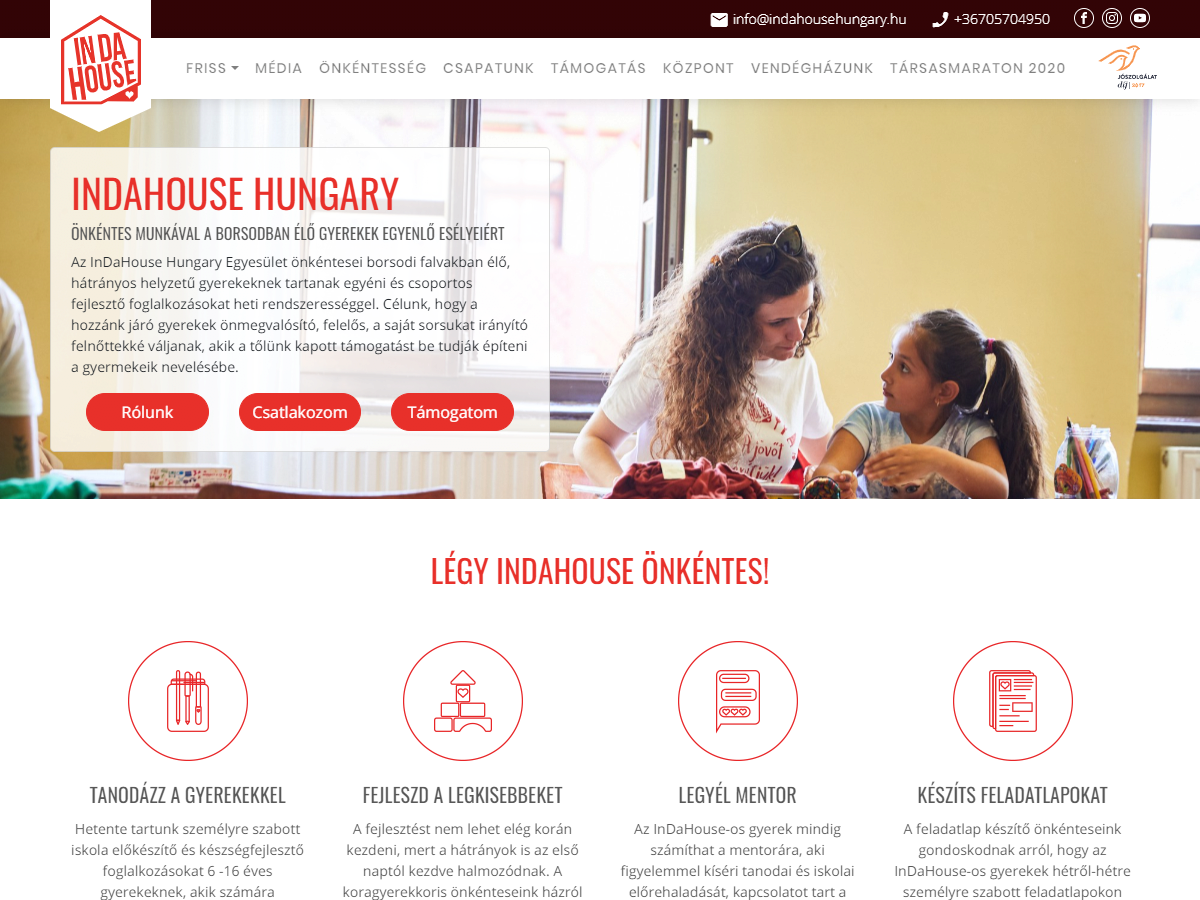 info@indahousehungary.hu
+36705704950
IN DA
HOUSE
FRISS
MÉDIA
ÖNKÉNTESSÉG
CSAPATUNK
TÁMOGATÁS
KÖZPONT
VENDÉGHÁZUNK
TÁRSASMARATON 2020
JÓSZOLGÁLAT
díj | 2017
INDAHOUSE HUNGARY
ÖNKÉNTES MUNKÁVAL A BORSODBAN ÉLŐ GYEREKEK EGYENLŐ ESÉLYEIÉRT
Az InDaHouse Hungary Egyesület önkéntesei borsodi falvakban élő,
hátrányos helyzetű gyerekeknek tartanak egyéni és csoportos
fejlesztő foglalkozásokat heti rendszerességgel. Célunk, hogy a
hozzánk járó gyerekek önmegvalósító, felelős, a saját sorsukat irányító
felnőttekké váljanak, akik a tőlünk kapott támogatást be tudják építeni
a gyermekeik nevelésébe.
Rólunk
Csatlakozom
Támogatom
A jövőt
LÉGY INDAHOUSE ÖNKÉNTES!
TANODÁZZ A GYEREKEKKEL
Hetente tartunk személyre szabott
iskola előkészítő és készségfejlesztő
foglalkozásokat 6 -16 éves
gyerekeknek, akik számára
FEJLESZD A LEGKISEBBEKET
A fejlesztést nem lehet elég korán
kezdeni, mert a hátrányok is az első
naptól kezdve halmozódnak. A
koragyerekkoris önkénteseink házról
LEGYÉL MENTOR
Az InDaHouse-os gyerek mindig
számíthat a mentorára, aki
figyelemmel kíséri tanodai és iskolai
előrehaladását, kapcsolatot tart a
KÉSZÍTS FELADATLAPOKAT
A feladatlap készítő önkénteseink
gondoskodnak arról, hogy az
InDaHouse-os gyerekek hétről-hétre
személyre szabott feladatlapokon